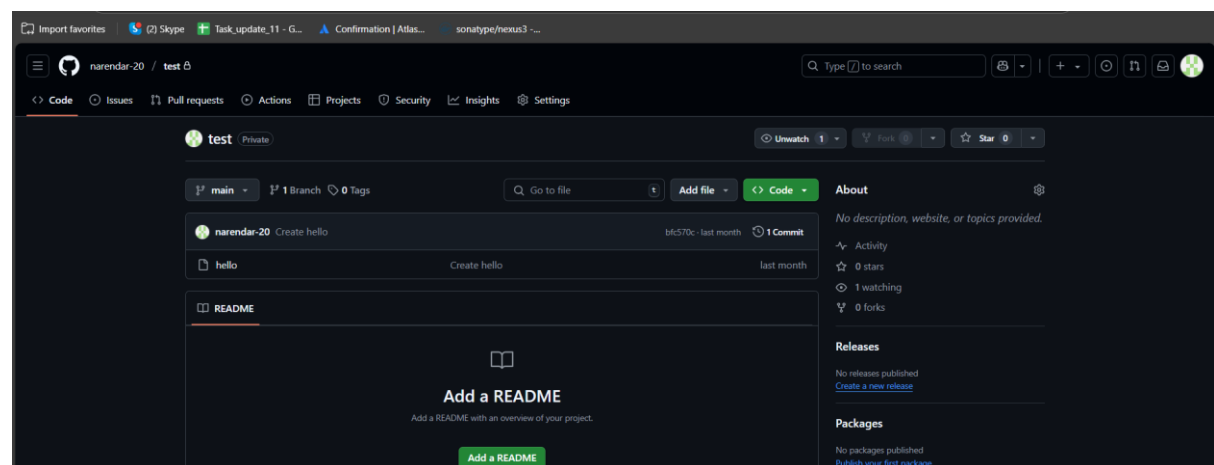 Import favorites (2) Skype Task_update_11 - G... Confirmation | Atlas... sonatype/nexus3 -...
narendar-20 / test Type / to search
Code Issues Pull requests Actions Projects Security Insights Settings
test Private Unwatch 1 Fork 0 Star 0
main 1 Branch 0 Tags Go to file t Add file Code About
No description, website, or topics provided.
narendar-20 Create hello bfc570c · last month 1 Commit
Activity
hello Create hello last month 0 stars
1 watching
README 0 forks
Releases
No releases published
Create a new release
Add a README
Add a README with an overview of your project.
Packages
No packages published
Add a README Publish your first package